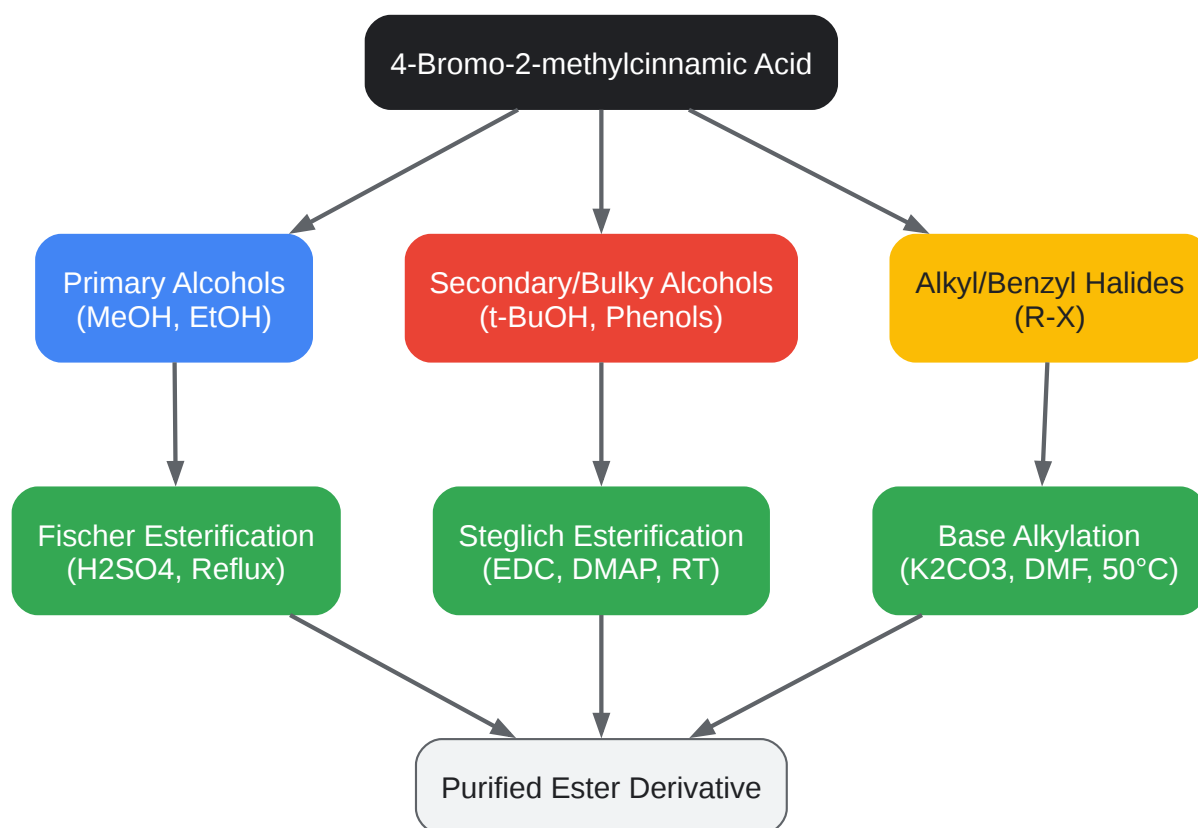 4-Bromo-2-methylcinnamic Acid
Primary Alcohols
(MeOH, EtOH)
Secondary/Bulky Alcohols
(t-BuOH, Phenols)
Alkyl/Benzyl Halides
(R-X)
Fischer Esterification
(H2SO4, Reflux)
Steglich Esterification
(EDC, DMAP, RT)
Base Alkylation
(K2CO3, DMF, 50°C)
Purified Ester Derivative